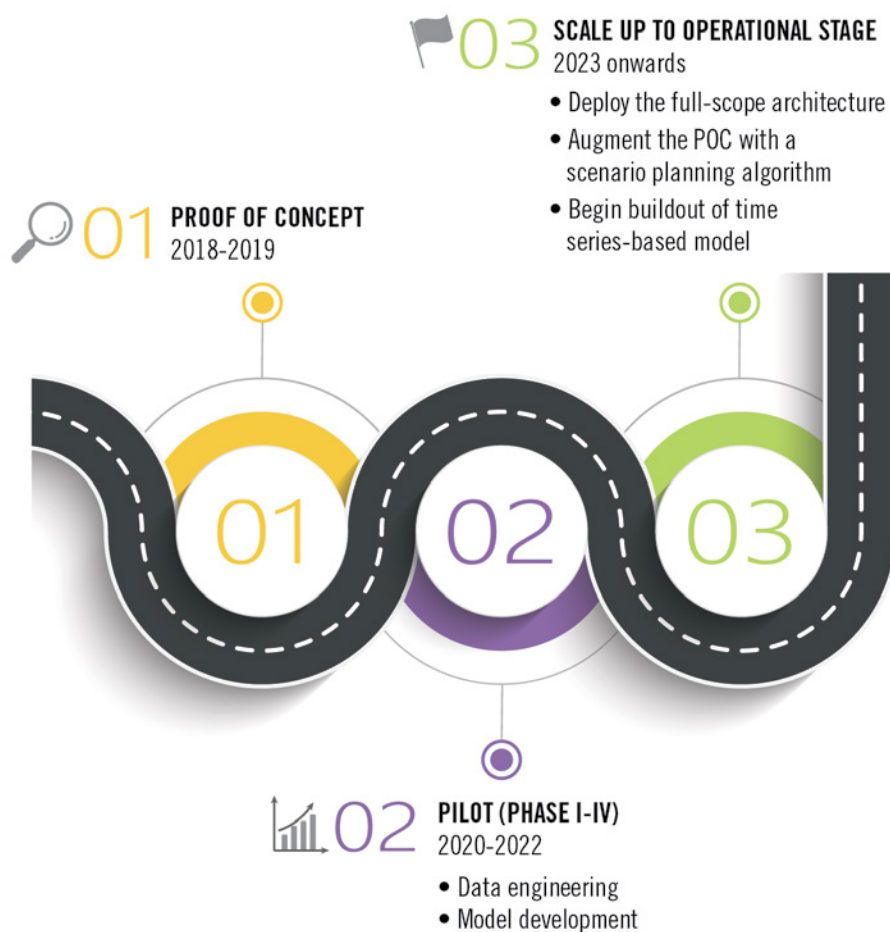 03
SCALE UP TO OPERATIONAL STAGE
2023 onwards
• Deploy the full-scope architecture
• Augment the POC with a
scenario planning algorithm
• Begin buildout of time
series-based model
01
PROOF OF CONCEPT
2018-2019
01
02
03
02
PILOT (PHASE I-IV)
2020-2022
• Data engineering
• Model development